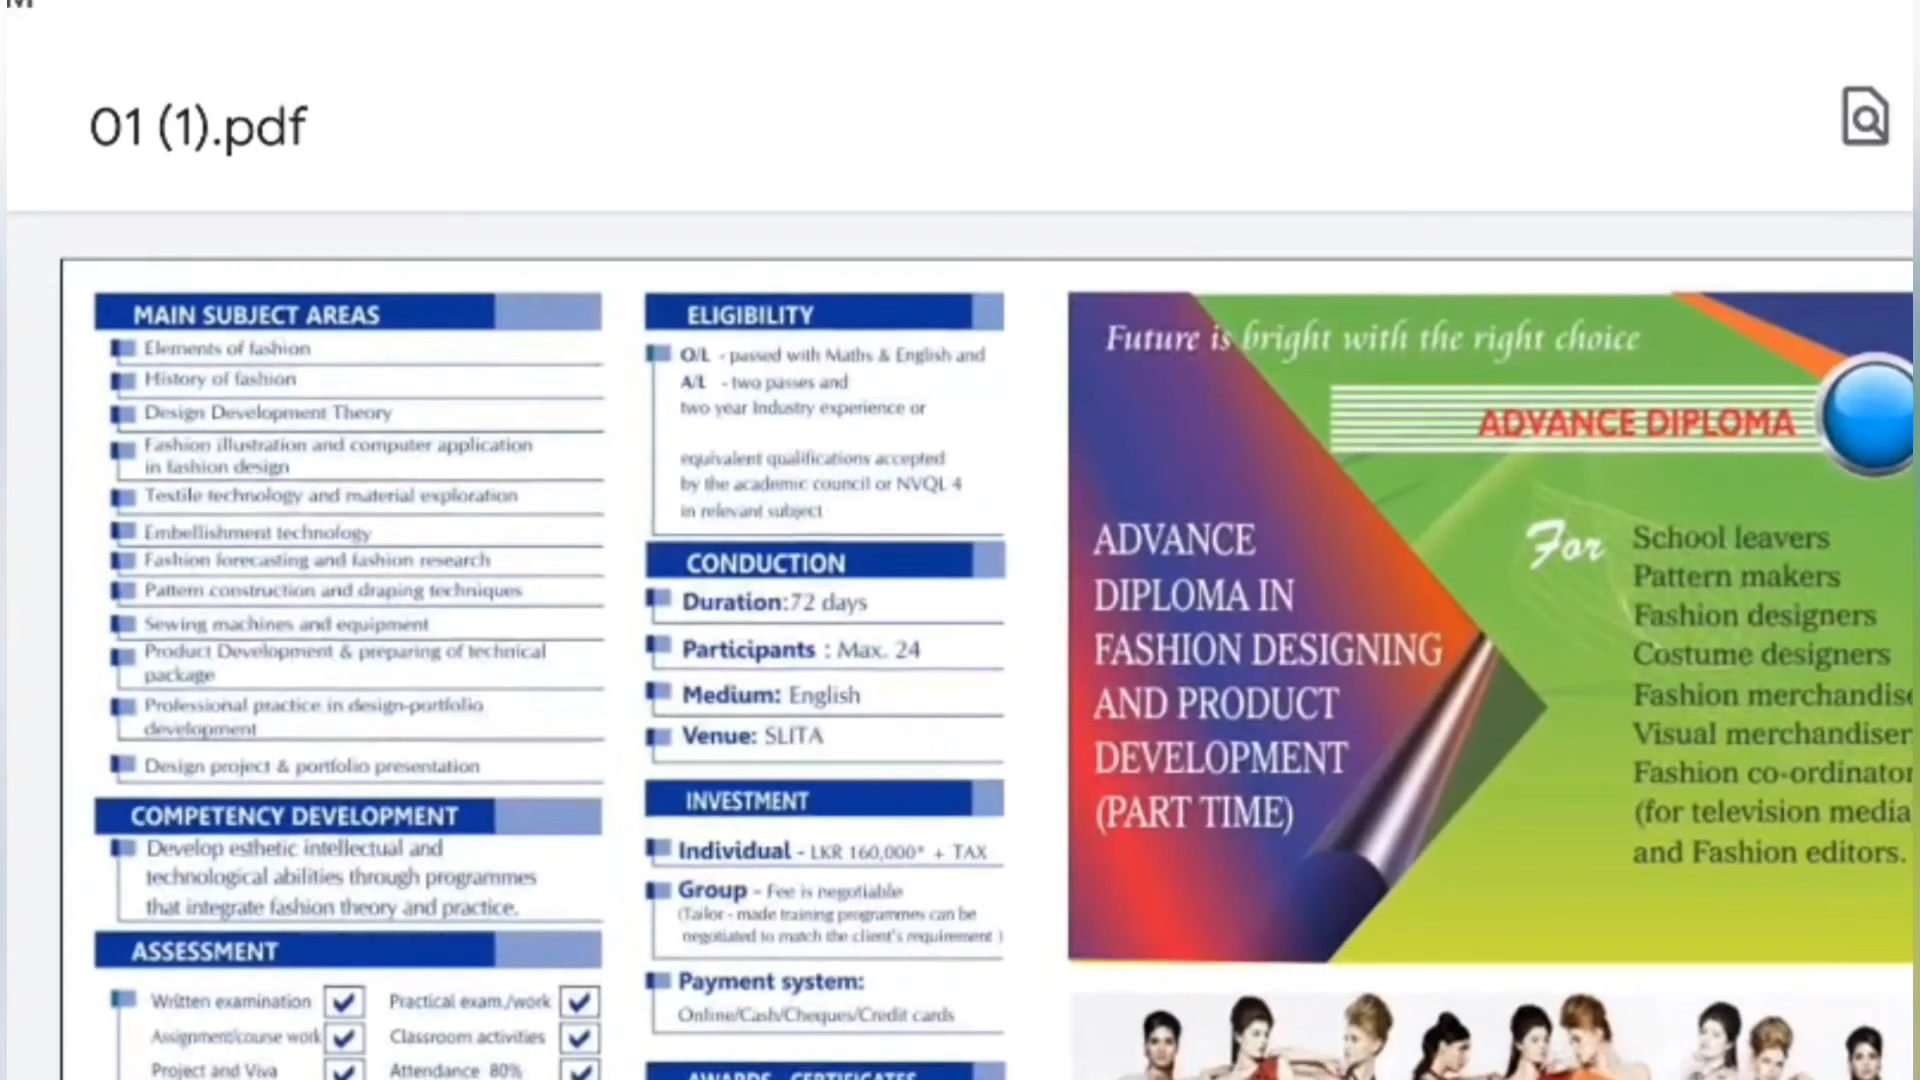 01 (1).pdf
MAIN SUBJECT AREAS
Elements of fashion
History of fashion
Design Development Theory
Fashion illustration and computer application
in fashion design
Textile technology and material exploration
Embellishment technology
Fashion forecasting and fashion research
Pattern construction and draping techniques
Sewing machines and equipment
Product Development & preparing of technical
package
Professional practice in design-portfolio
development
Design project & portfolio presentation
COMPETENCY DEVELOPMENT
Develop esthetic intellectual and
technological abilities through programmes
that integrate fashion theory and practice.
ASSESSMENT
Written examination Practical exam./work
Assignment/course work Classroom activities
Project and Viva Attendance 80%
ELIGIBILITY
O/L - passed with Maths & English and
A/L - two passes and
two year Industry experience or
equivalent qualifications accepted
by the academic council or NVQL 4
in relevant subject
CONDUCTION
Duration:72 days
Participants : Max. 24
Medium: English
Venue: SLITA
INVESTMENT
Individual - LKR 160,000* + TAX
Group - Fee is negotiable
(Tailor - made training programmes can be
negotiated to match the client's requirement )
Payment system:
Online/Cash/Cheques/Credit cards
AWARDS - CERTIFICATES
Future is bright with the right choice
ADVANCE DIPLOMA
ADVANCE
DIPLOMA IN
FASHION DESIGNING
AND PRODUCT
DEVELOPMENT
(PART TIME)
For
School leavers
Pattern makers
Fashion designers
Costume designers
Fashion merchandise
Visual merchandiser
Fashion co-ordinator
(for television media
and Fashion editors.